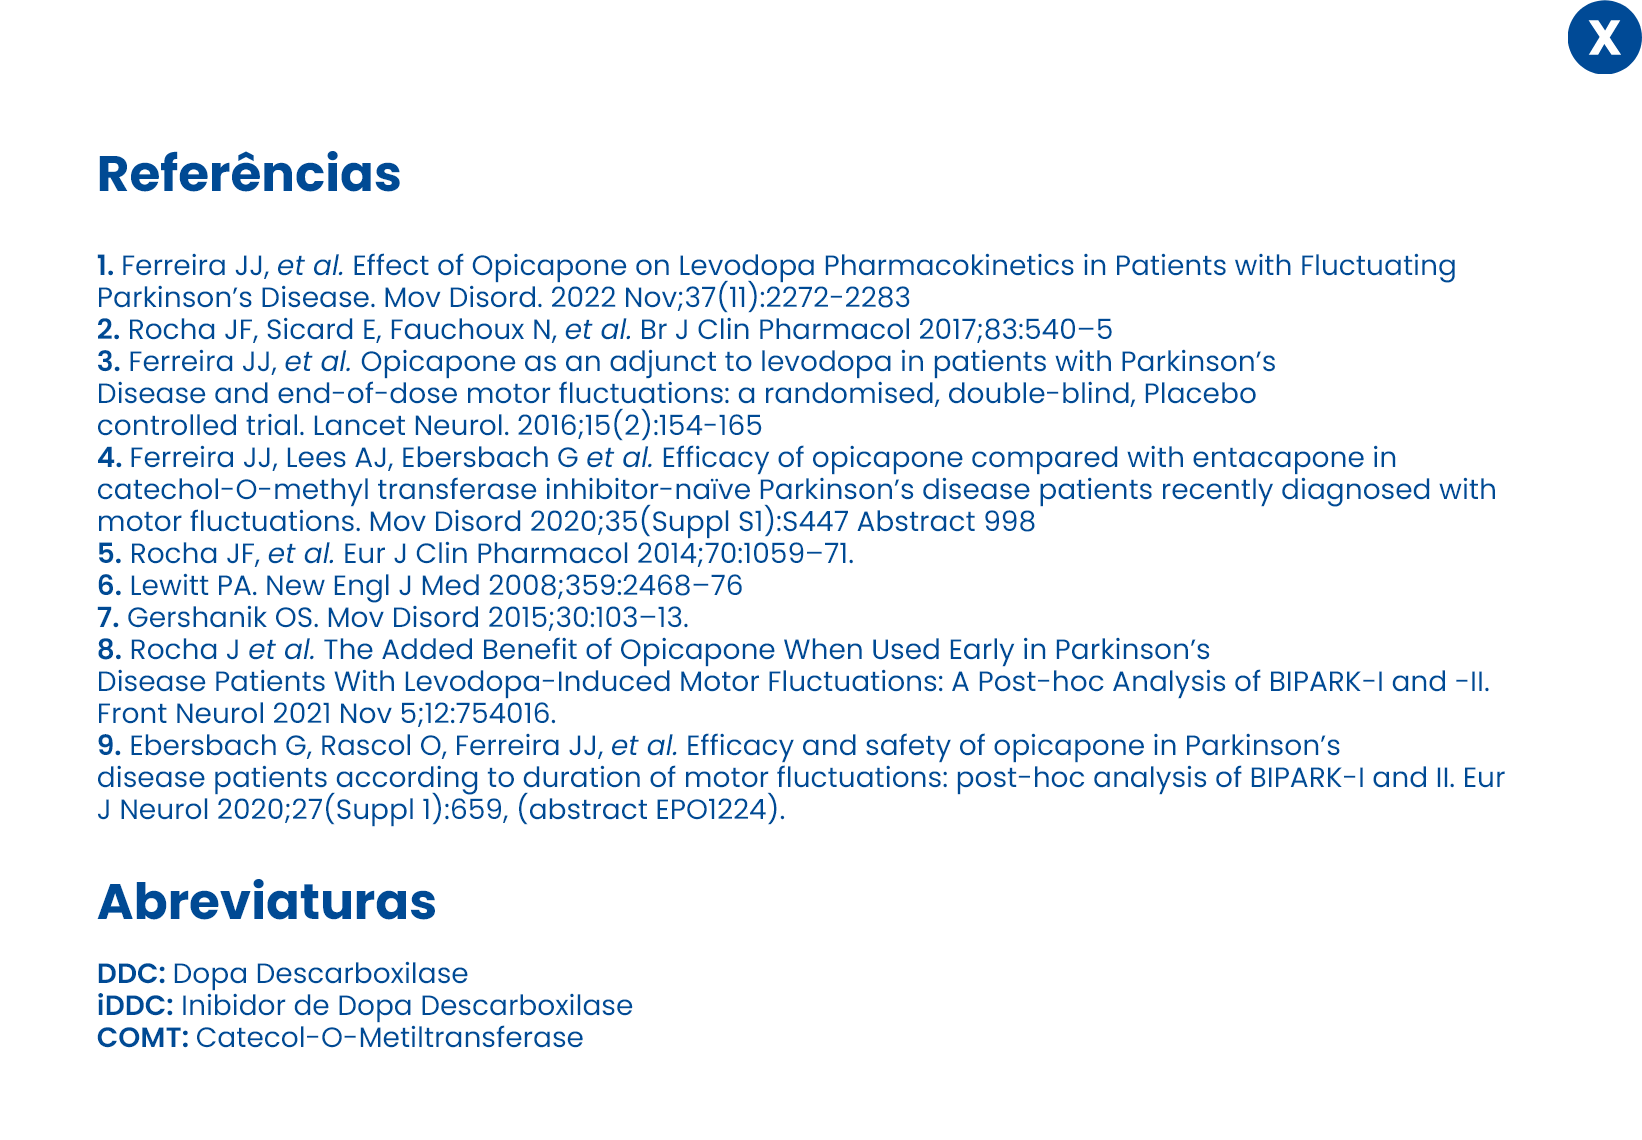 X
Referências
1. Ferreira JJ, et al. Effect of Opicapone on Levodopa Pharmacokinetics in Patients with Fluctuating
Parkinson’s Disease. Mov Disord. 2022 Nov;37(11):2272-2283
2. Rocha JF, Sicard E, Fauchoux N, et al. Br J Clin Pharmacol 2017;83:540–5
3. Ferreira JJ, et al. Opicapone as an adjunct to levodopa in patients with Parkinson’s
Disease and end-of-dose motor fluctuations: a randomised, double-blind, Placebo
controlled trial. Lancet Neurol. 2016;15(2):154-165
4. Ferreira JJ, Lees AJ, Ebersbach G et al. Efficacy of opicapone compared with entacapone in
catechol-O-methyl transferase inhibitor-naïve Parkinson’s disease patients recently diagnosed with
motor fluctuations. Mov Disord 2020;35(Suppl S1):S447 Abstract 998
5. Rocha JF, et al. Eur J Clin Pharmacol 2014;70:1059–71.
6. Lewitt PA. New Engl J Med 2008;359:2468–76
7. Gershanik OS. Mov Disord 2015;30:103–13.
8. Rocha J et al. The Added Benefit of Opicapone When Used Early in Parkinson’s
Disease Patients With Levodopa-Induced Motor Fluctuations: A Post-hoc Analysis of BIPARK-I and -II.
Front Neurol 2021 Nov 5;12:754016.
9. Ebersbach G, Rascol O, Ferreira JJ, et al. Efficacy and safety of opicapone in Parkinson’s
disease patients according to duration of motor fluctuations: post-hoc analysis of BIPARK-I and II. Eur
J Neurol 2020;27(Suppl 1):659, (abstract EPO1224).
Abreviaturas
DDC: Dopa Descarboxilase
iDDC: Inibidor de Dopa Descarboxilase
COMT: Catecol-O-Metiltransferase